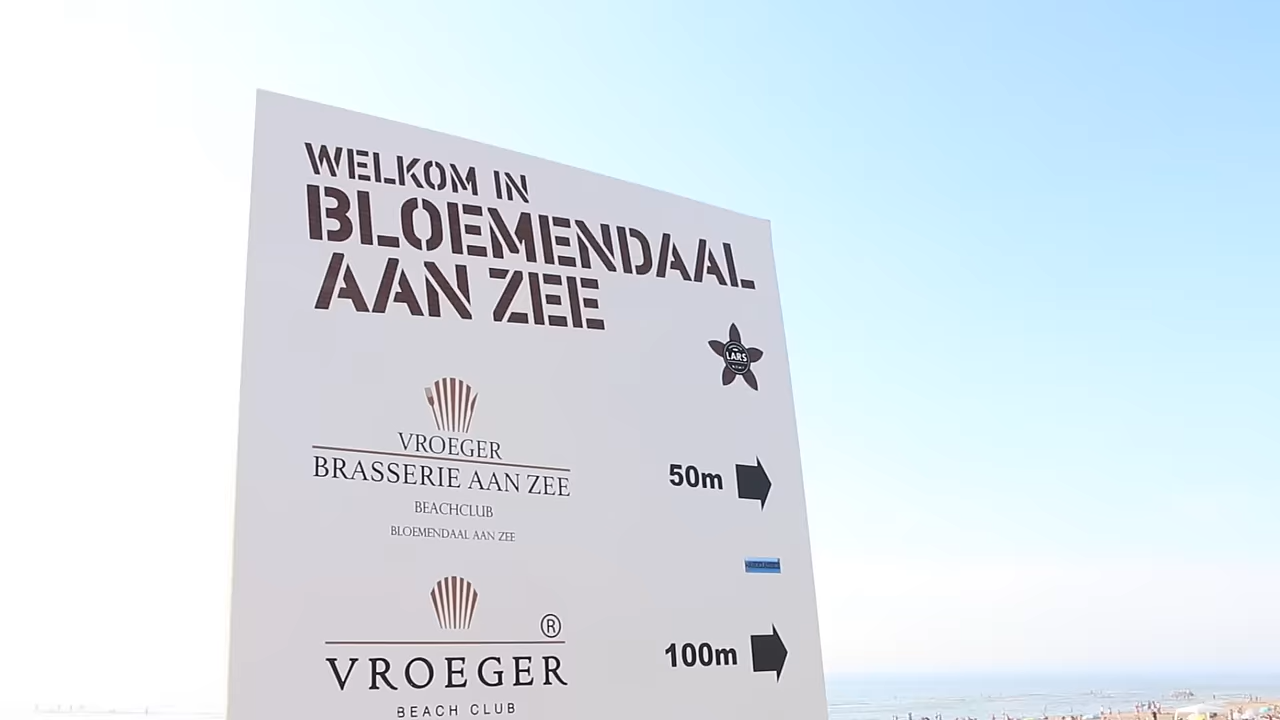 WELKOM IN
BLOEMENDAAL
AAN ZEE
LARS
VROEGER
BRASSERIE AAN ZEE
BEACHCLUB
BLOEMENDAAL AAN ZEE
50m
®
VROEGER
BEACH CLUB
100m